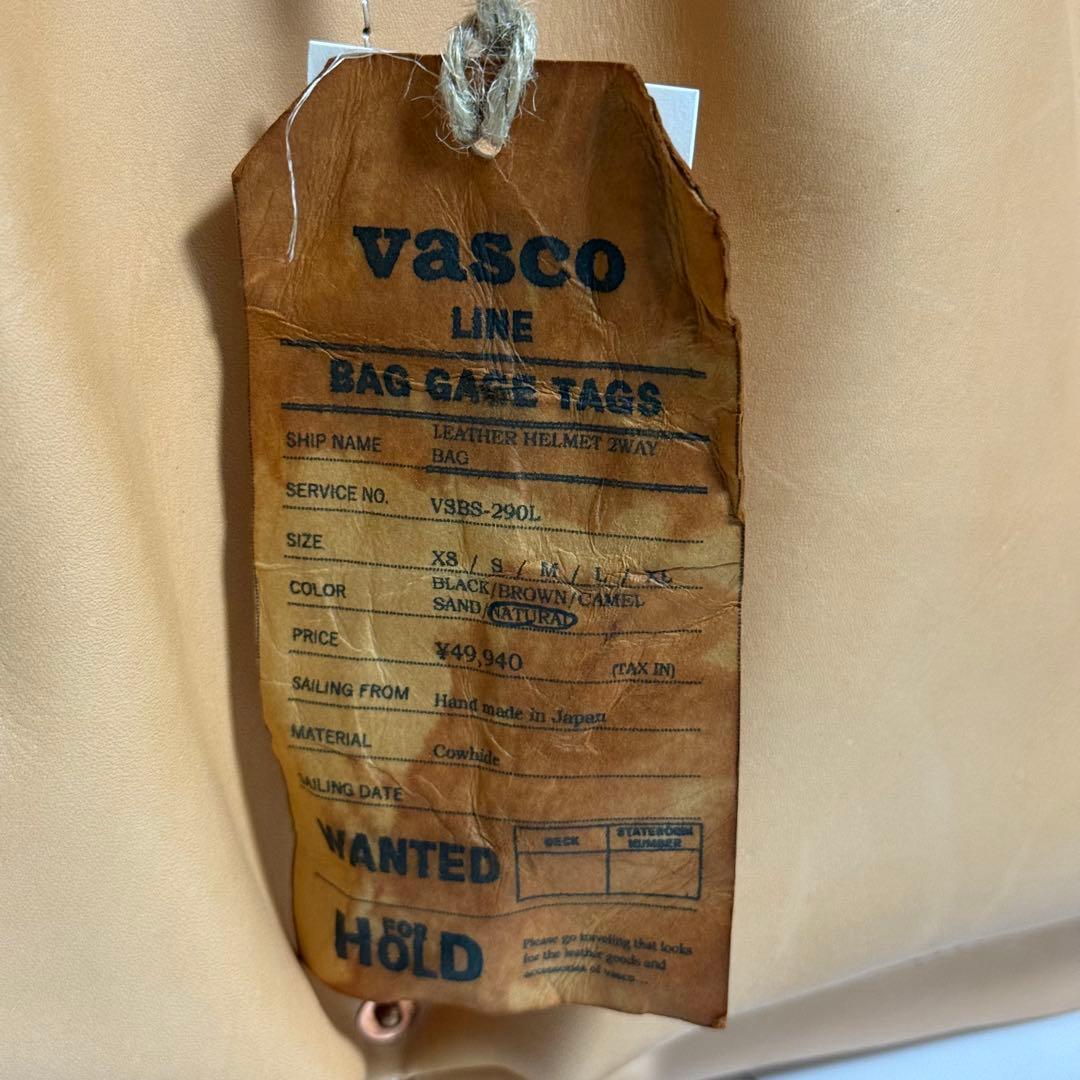 vasco
LINE
BAG GAGE TAGS
SHIP NAME LEATHER HELMET 2WAY
BAG
SERVICE NO. VSBS-290L
SIZE XS / S / M / L / XL
COLOR BLACK/BROWN/CAMEL
SAND/NATURAL
PRICE ¥49,940 (TAX IN)
SAILING FROM Hand made in Japan
MATERIAL Cowhide
SAILING DATE
WANTED DECK STATEROOM
NUMBER
FOR
HOLD
Please go traveling that looks
for the leather goods and
accessories of vasco...